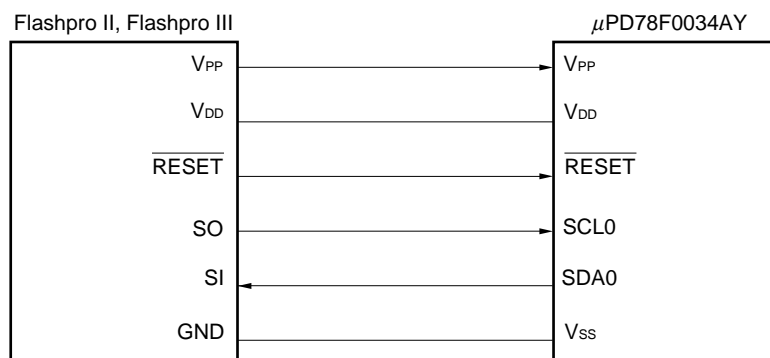 Flashpro II, Flashpro III μPD78F0034AY
VPP VPP
VDD VDD
RESET RESET
SO SCL0
SI SDA0
GND VSS